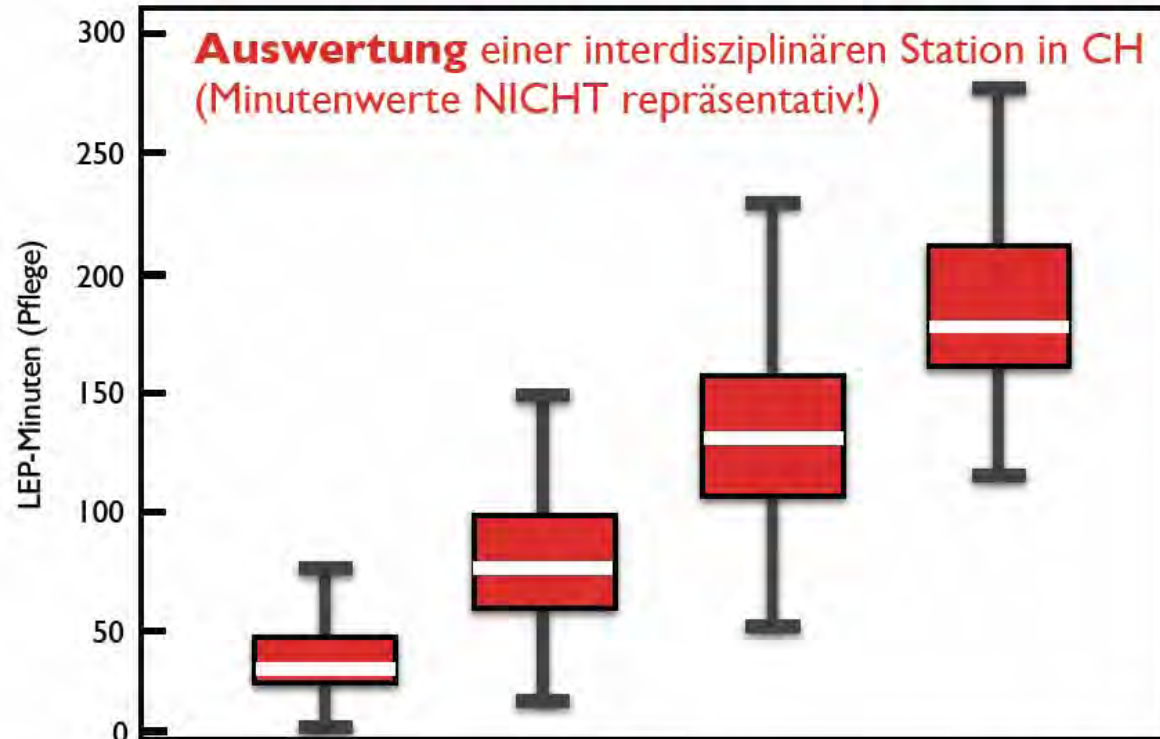 Auswertung einer interdisziplinären Station in CH
(Minutenwerte NICHT repräsentativ!)
LEP-Minuten (Pflege)
300
250
200
150
100
50
0